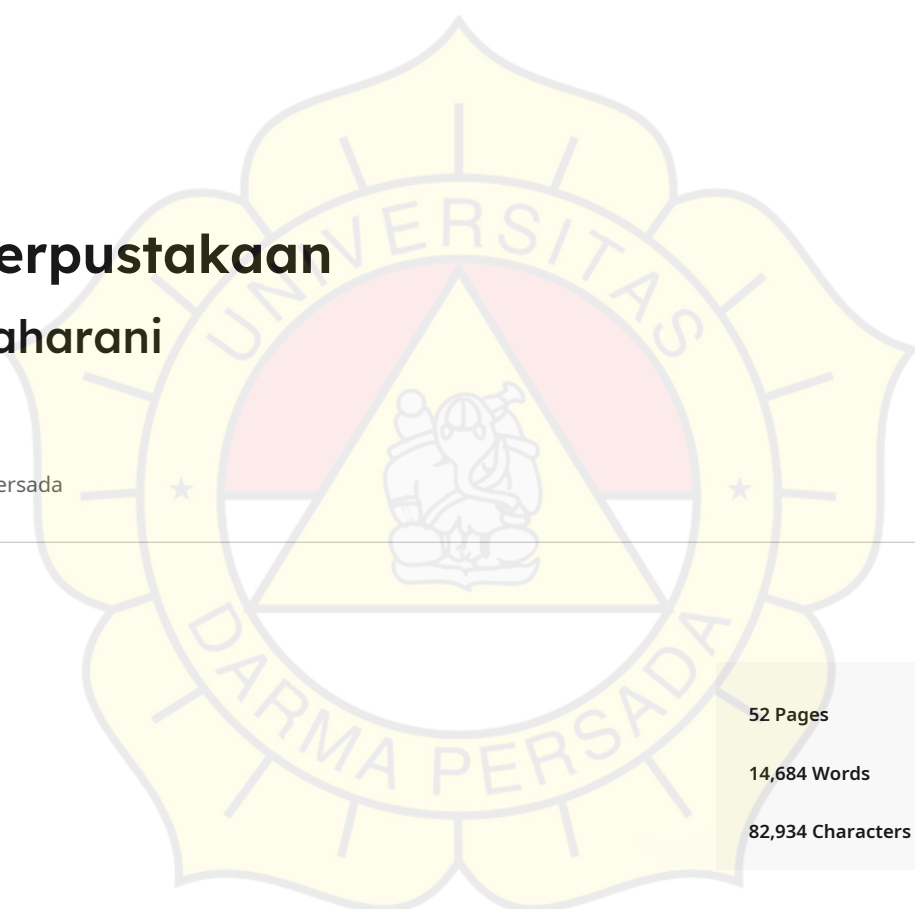 erpustakaan
aharani
ersada
UNIVERSITAS
DARMA PERSADA
52 Pages
14,684 Words
82,934 Characters